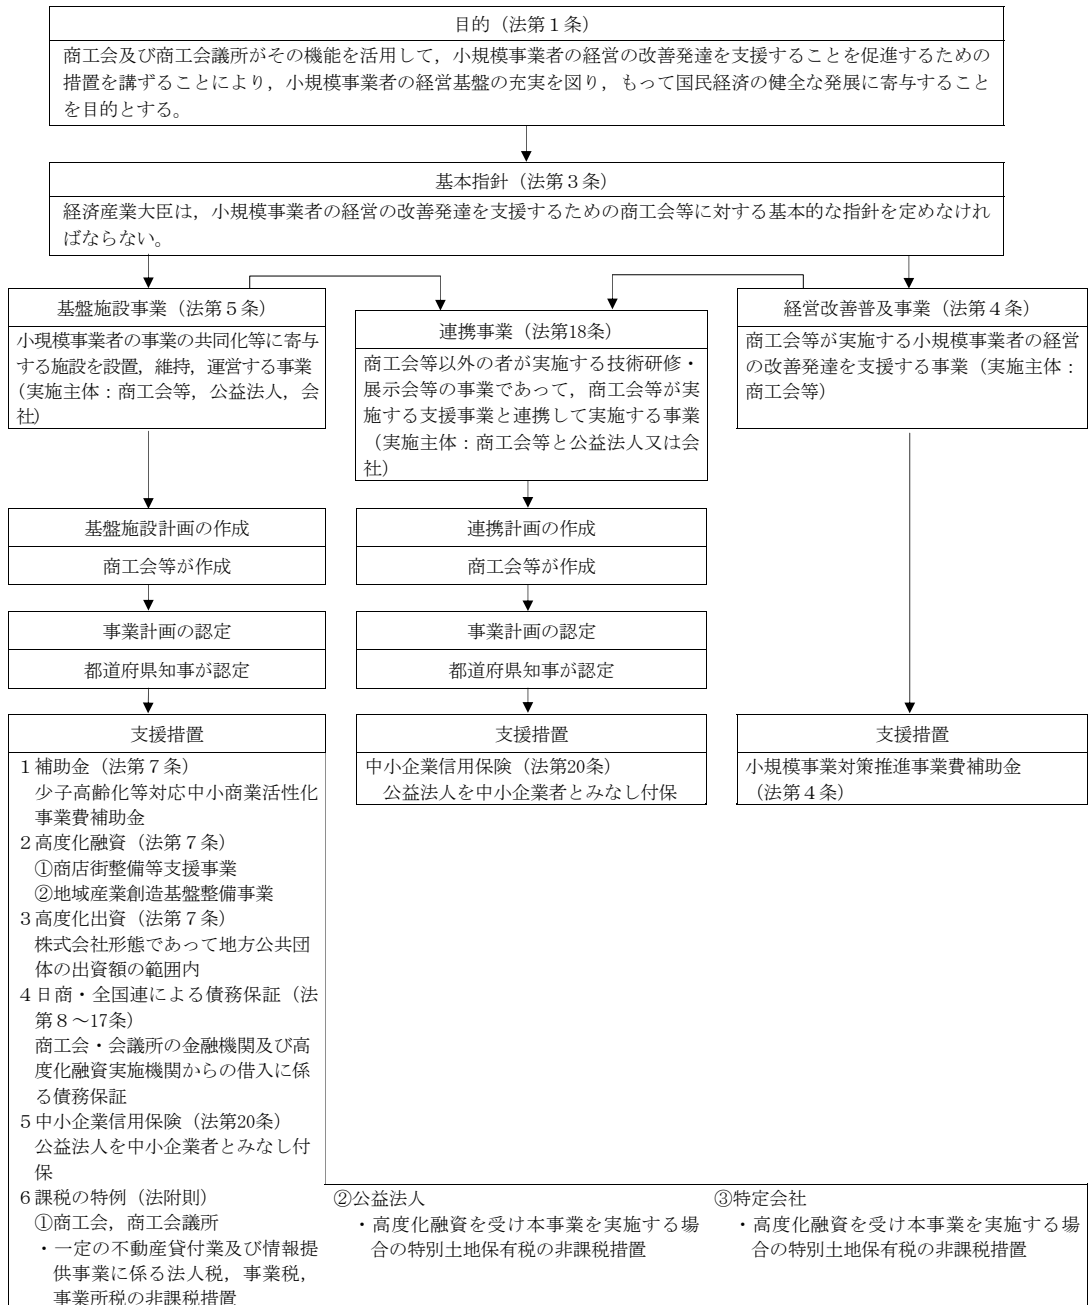 目的（法第１条）
商工会及び商工会議所がその機能を活用して，小規模事業者の経営の改善発達を支援することを促進するための
措置を講ずることにより，小規模事業者の経営基盤の充実を図り，もって国民経済の健全な発展に寄与すること
を目的とする。
基本指針（法第３条）
経済産業大臣は，小規模事業者の経営の改善発達を支援するための商工会等に対する基本的な指針を定めなけれ
ばならない。
基盤施設事業（法第５条）
小規模事業者の事業の共同化等に寄与
する施設を設置，維持，運営する事業
（実施主体：商工会等，公益法人，会
社）
連携事業（法第18条）
商工会等以外の者が実施する技術研修・
展示会等の事業であって，商工会等が実
施する支援事業と連携して実施する事業
（実施主体：商工会等と公益法人又は会
社）
経営改善普及事業（法第４条）
商工会等が実施する小規模事業者の経営
の改善発達を支援する事業（実施主体：
商工会等）
基盤施設計画の作成
商工会等が作成
連携計画の作成
商工会等が作成
事業計画の認定
都道府県知事が認定
事業計画の認定
都道府県知事が認定
支援措置
１補助金（法第７条）
少子高齢化等対応中小商業活性化
事業費補助金
２高度化融資（法第７条）
①商店街整備等支援事業
②地域産業創造基盤整備事業
３高度化出資（法第７条）
株式会社形態であって地方公共団
体の出資額の範囲内
４日商・全国連による債務保証（法
第８～17条）
商工会・会議所の金融機関及び高
度化融資実施機関からの借入に係
る債務保証
５中小企業信用保険（法第20条）
公益法人を中小企業者とみなし付
保
６課税の特例（法附則）
①商工会，商工会議所
・一定の不動産貸付業及び情報提
供事業に係る法人税，事業税，
事業所税の非課税措置
支援措置
中小企業信用保険（法第20条）
公益法人を中小企業者とみなし付保
支援措置
小規模事業対策推進事業費補助金
（法第４条）
②公益法人
・高度化融資を受け本事業を実施する場
合の特別土地保有税の非課税措置
③特定会社
・高度化融資を受け本事業を実施する場
合の特別土地保有税の非課税措置